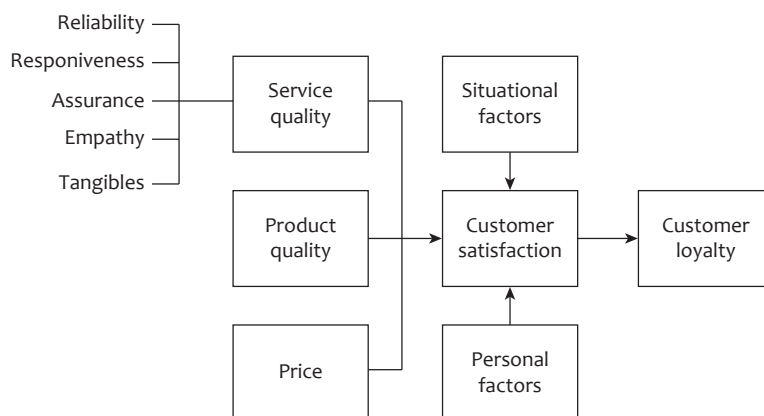 Reliability
Responiveness
Assurance
Empathy
Tangibles
Service
quality
Product
quality
Price
Situational
factors
Customer
satisfaction
Personal
factors
Customer
loyalty